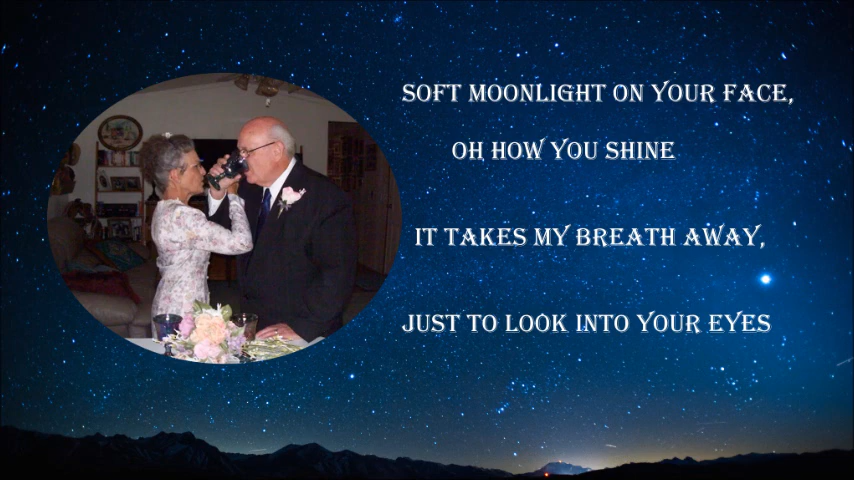 SOFT MOONLIGHT ON YOUR FACE,
OH HOW YOU SHINE
IT TAKES MY BREATH AWAY,
JUST TO LOOK INTO YOUR EYES